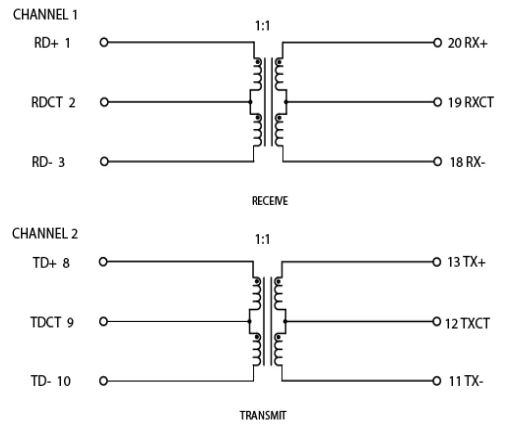 CHANNEL 1
1:1
RD+ 1
20 RX+
RDCT 2
19 RXCT
RD- 3
18 RX-
RECEIVE
CHANNEL 2
1:1
TD+ 8
13 TX+
TDCT 9
12 TXCT
TD- 10
11 TX-
TRANSMIT